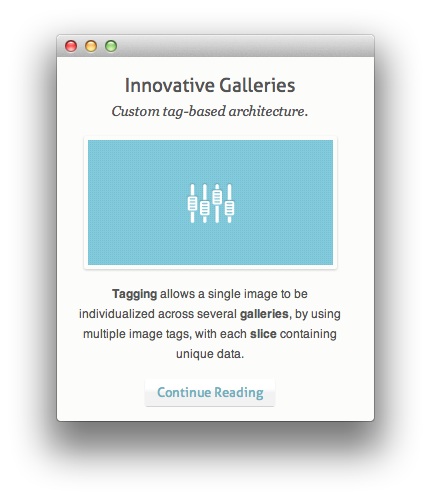 Innovative Galleries
Custom tag-based architecture.
Tagging allows a single image to be
individualized across several galleries, by using
multiple image tags, with each slice containing
unique data.
Continue Reading